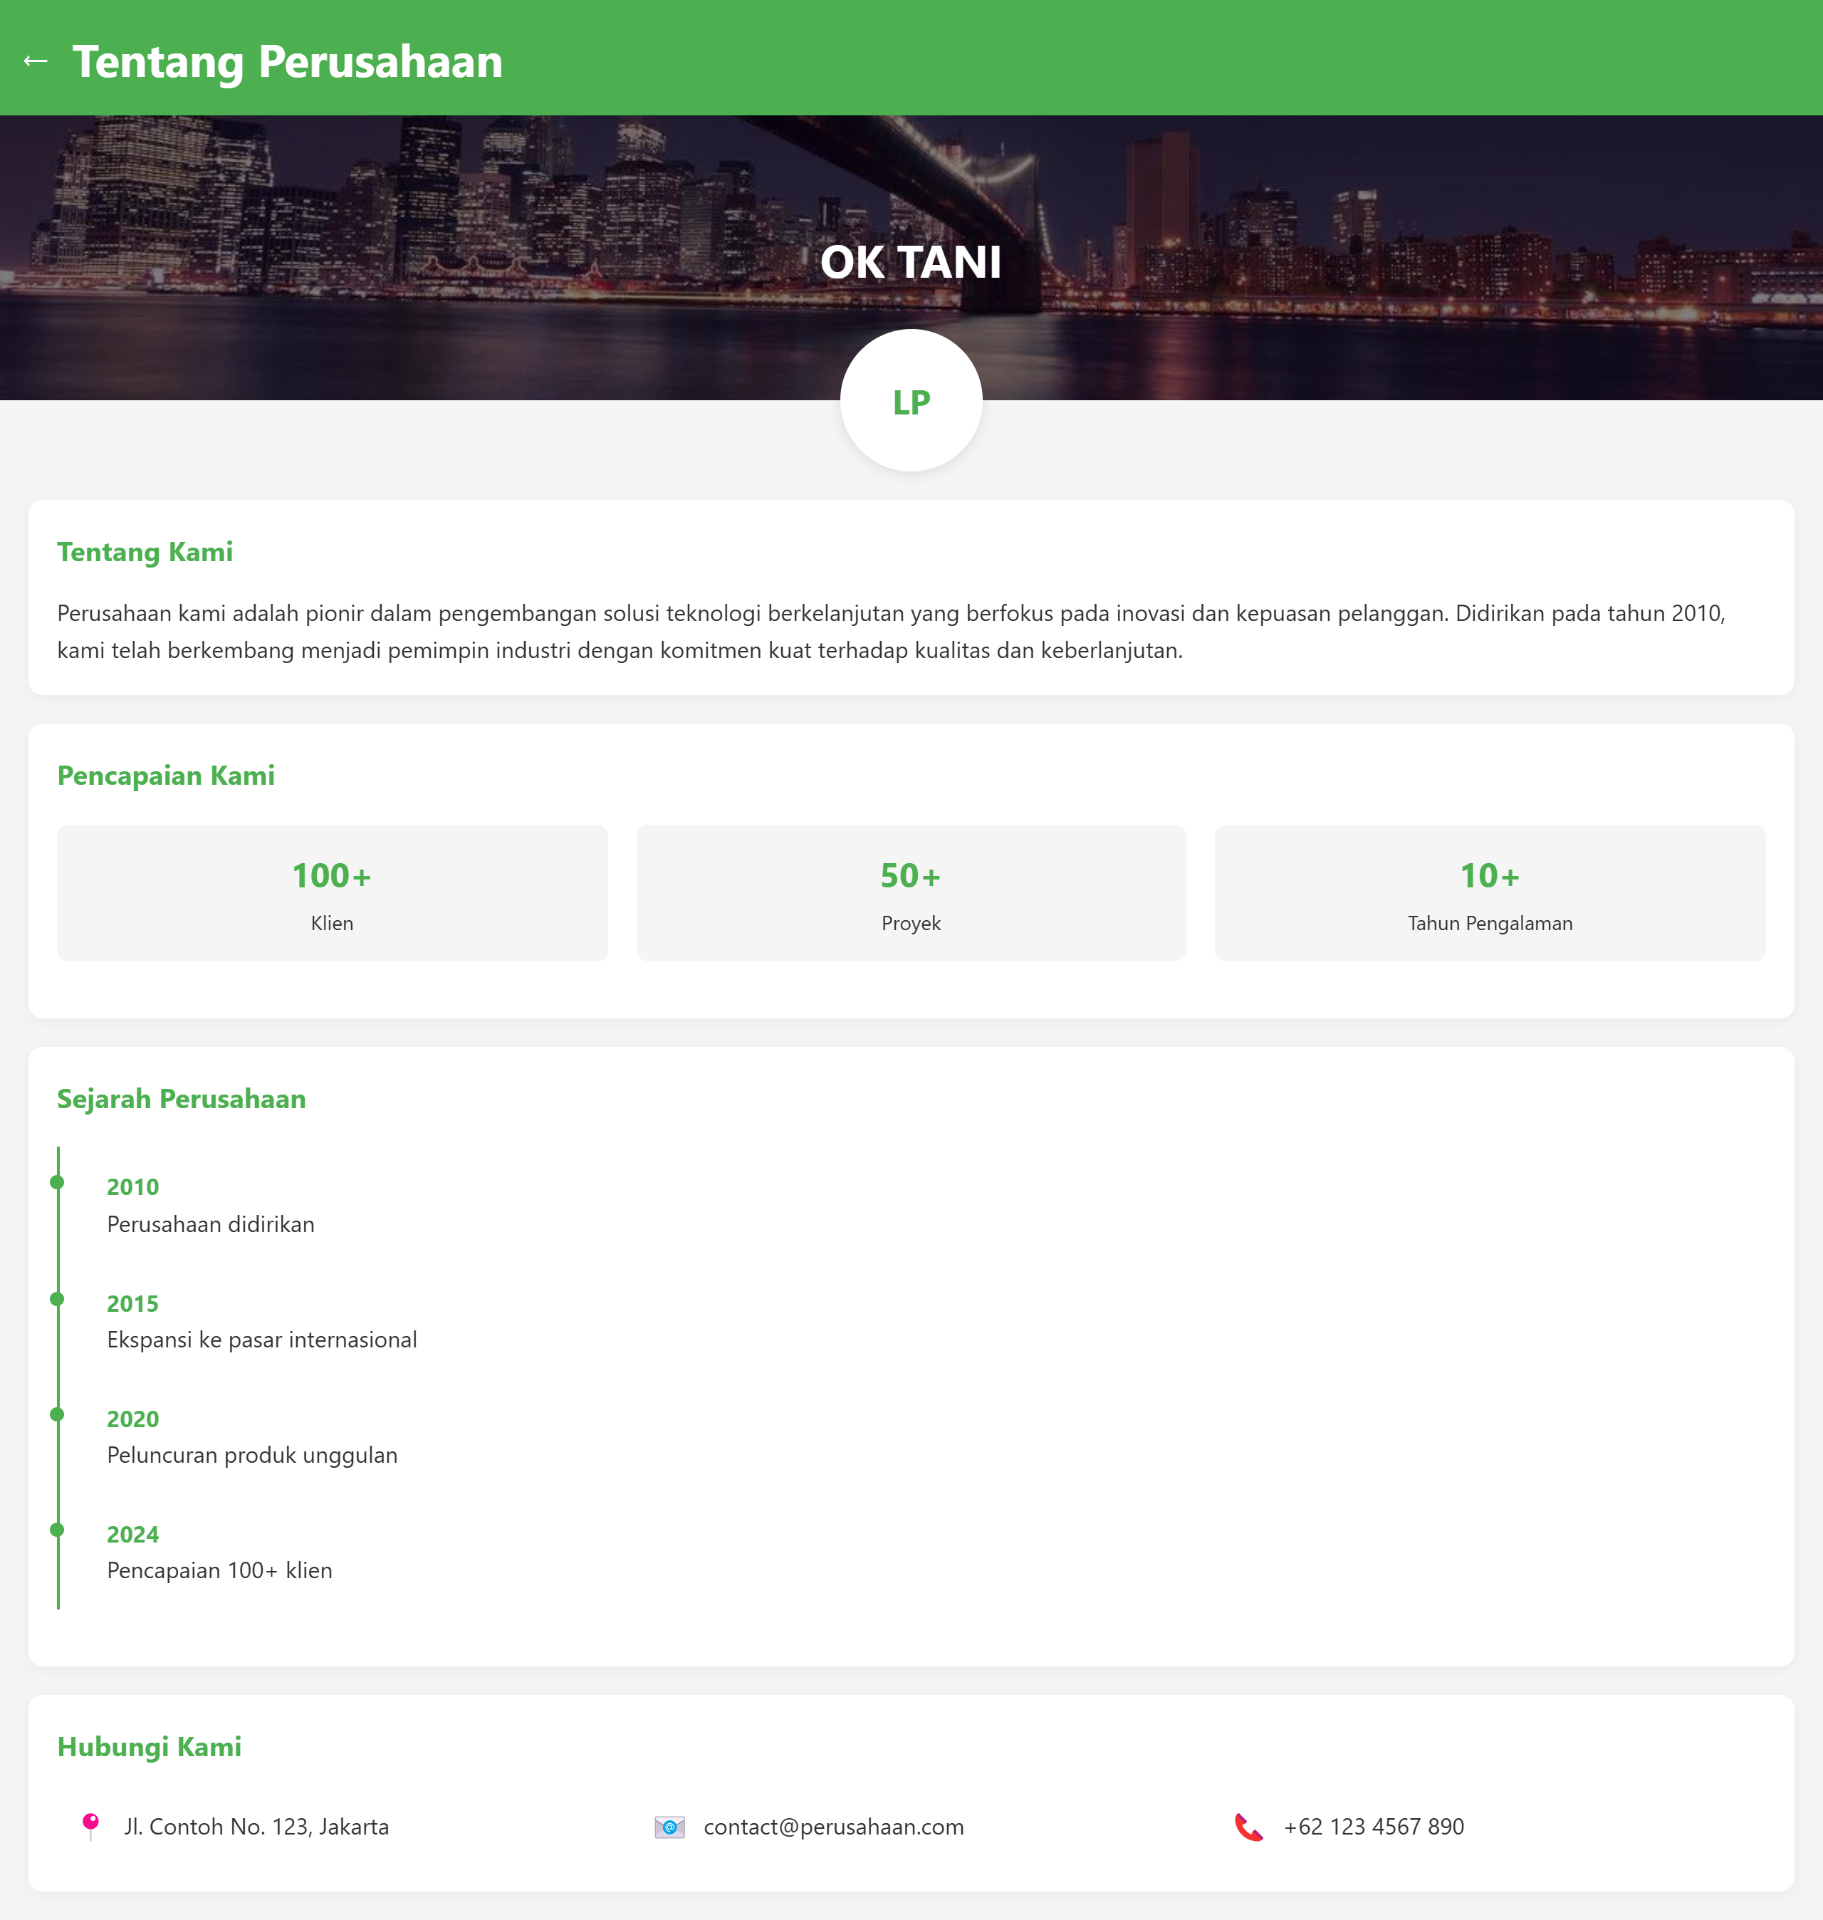 ← Tentang Perusahaan
OK TANI
LP
Tentang Kami
Perusahaan kami adalah pionir dalam pengembangan solusi teknologi berkelanjutan yang berfokus pada inovasi dan kepuasan pelanggan. Didirikan pada tahun 2010,
kami telah berkembang menjadi pemimpin industri dengan komitmen kuat terhadap kualitas dan keberlanjutan.
Pencapaian Kami
100+
Klien
50+
Proyek
10+
Tahun Pengalaman
Sejarah Perusahaan
2010
Perusahaan didirikan
2015
Ekspansi ke pasar internasional
2020
Peluncuran produk unggulan
2024
Pencapaian 100+ klien
Hubungi Kami
Jl. Contoh No. 123, Jakarta
contact@perusahaan.com
+62 123 4567 890